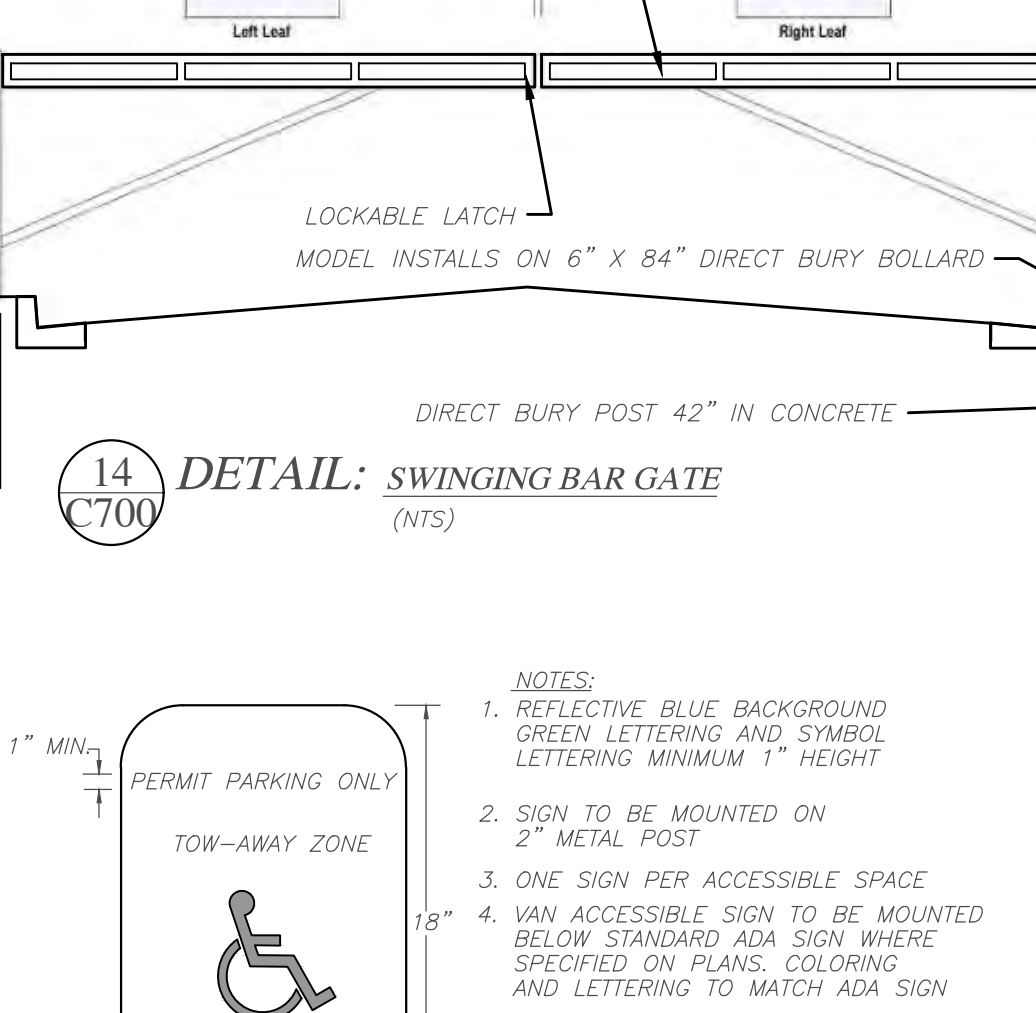 Left Leaf
Right Leaf
LOCKABLE LATCH
MODEL INSTALLS ON 6” X 84” DIRECT BURY BOLLARD
DIRECT BURY POST 42” IN CONCRETE
14
C700
DETAIL: SWINGING BAR GATE
(NTS)
1” MIN.
PERMIT PARKING ONLY
TOW-AWAY ZONE
18”
NOTES:
1. REFLECTIVE BLUE BACKGROUND
GREEN LETTERING AND SYMBOL
LETTERING MINIMUM 1” HEIGHT
2. SIGN TO BE MOUNTED ON
2” METAL POST
3. ONE SIGN PER ACCESSIBLE SPACE
4. VAN ACCESSIBLE SIGN TO BE MOUNTED
BELOW STANDARD ADA SIGN WHERE
SPECIFIED ON PLANS. COLORING
AND LETTERING TO MATCH ADA SIGN